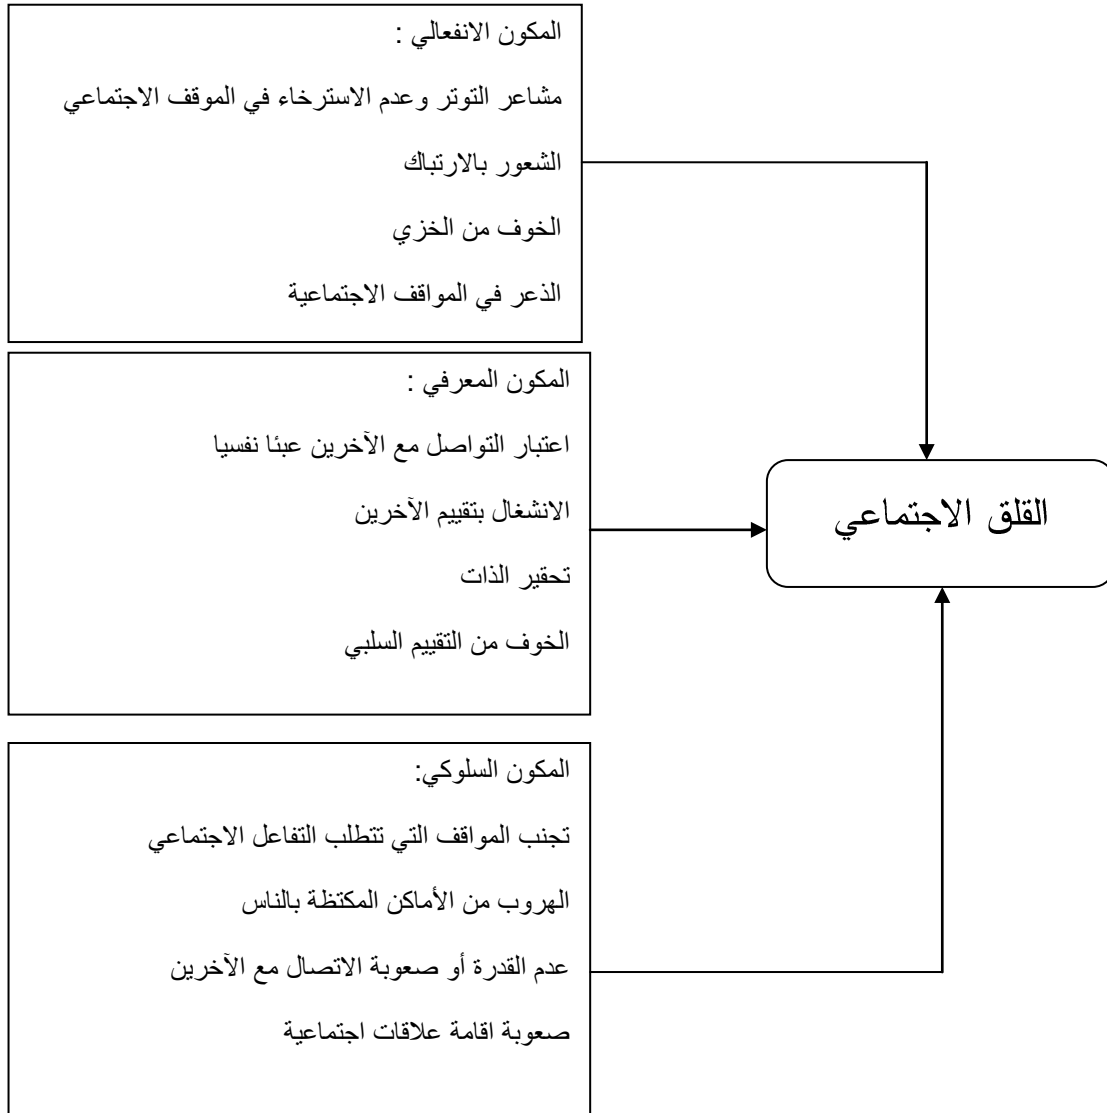 المكون الانفعالي :
مشاعر التوتر وعدم الاسترخاء في الموقف الاجتماعي
الشعور بالارتباك
الخوف من الخزي
الذعر في المواقف الاجتماعية
المكون المعرفي :
اعتبار التواصل مع الآخرين عبئا نفسيا
الانشغال بتقييم الآخرين
تحقير الذات
الخوف من التقييم السلبي
القلق الاجتماعي
المكون السلوكي:
تجنب المواقف التي تتطلب التفاعل الاجتماعي
الهروب من الأماكن المكتظة بالناس
عدم القدرة أو صعوبة الاتصال مع الآخرين
صعوبة اقامة علاقات اجتماعية